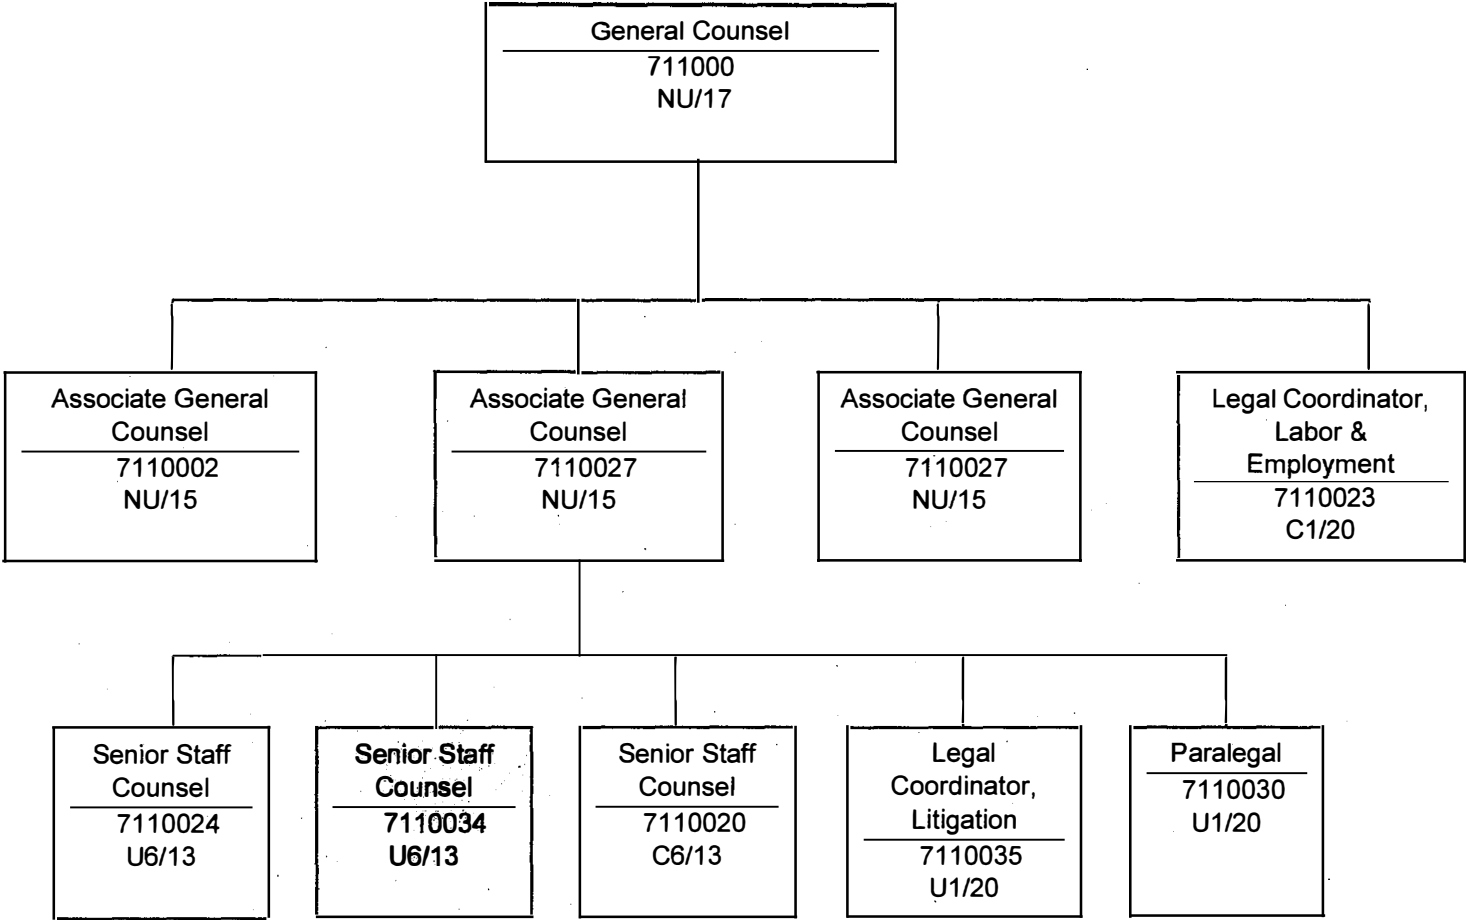 General Counsel
711000
NU/17
Associate General
Counsel
7110002
NU/15
Associate General
Counsel
7110027
NU/15
Associate General
Counsel
7110027
NU/15
Legal Coordinator,
Labor &
Employment
7110023
C1/20
Senior Staff
Counsel
7110024
U6/13
Senior Staff
Counsel
7110034
U6/13
Senior Staff
Counsel
7110020
C6/13
Legal
Coordinator,
Litigation
7110035
U1/20
Paralegal
7110030
U1/20